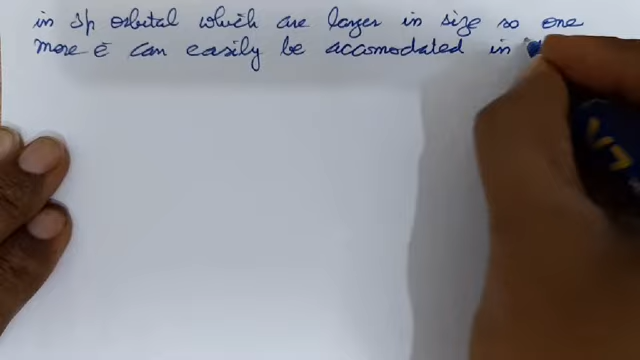 in 3p orbital which are larger in size so one
more ē can easily be accomodated in